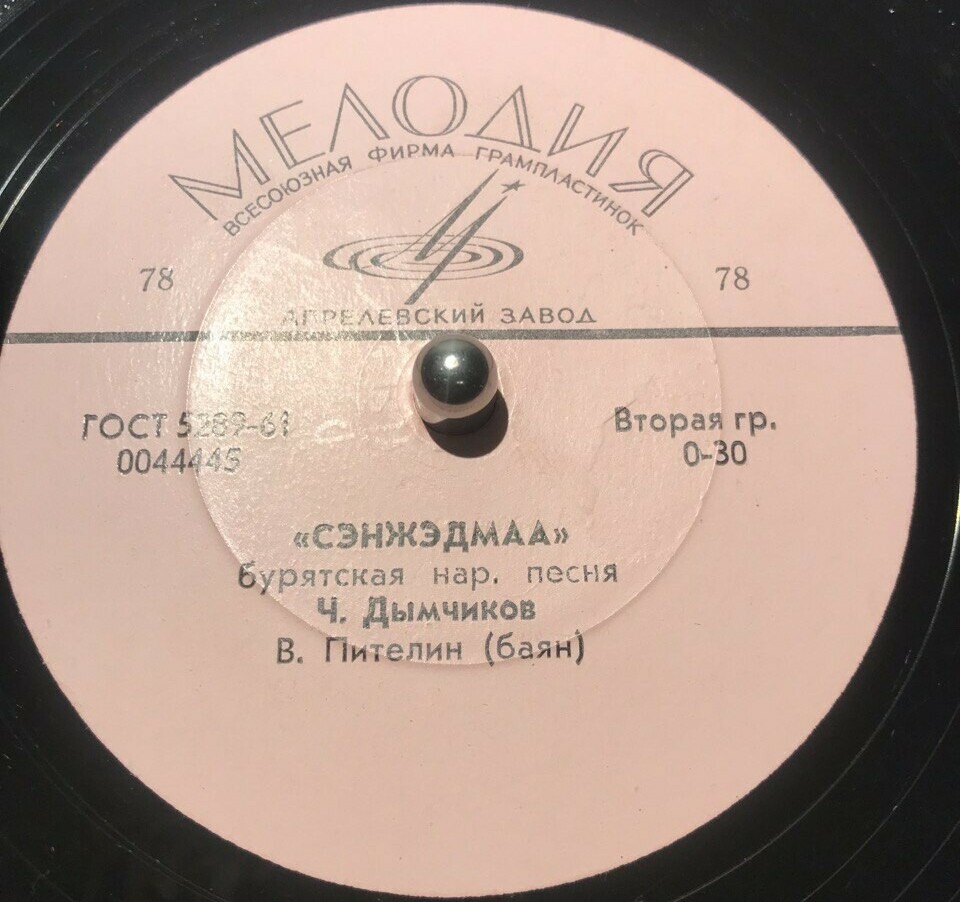 МЕЛОДИЯ
ВСЕСОЮЗНАЯ ФИРМА ГРАМПЛАСТИНОК
78
78
АПРЕЛЕВСКИЙ ЗАВОД
ГОСТ 5289-61
0044445
Вторая гр.
0-30
«СЭНЖЭДМАА»
бурятская нар. песня
Ч. Дымчиков
В. Пителин (баян)